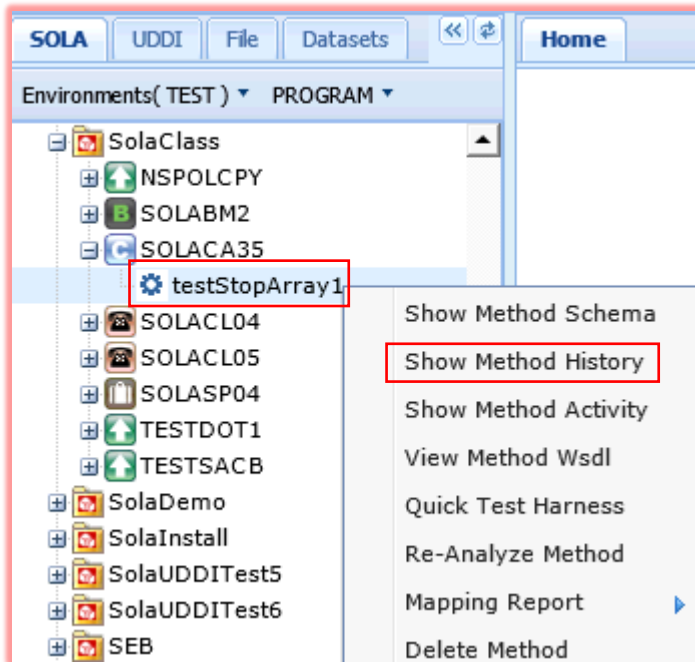 SOLA UDDI File Datasets Home
Environments( TEST ) PROGRAM
SolaClass
NSPOLCPY
B SOLABM2
C SOLACA35
testStopArray1
SOLACL04
SOLACL05
SOLASP04
TESTDOT1
TESTSACB
SolaDemo
SolaInstall
SolaUDDITest5
SolaUDDITest6
SEB
Show Method Schema
Show Method History
Show Method Activity
View Method Wsdl
Quick Test Harness
Re-Analyze Method
Mapping Report
Delete Method